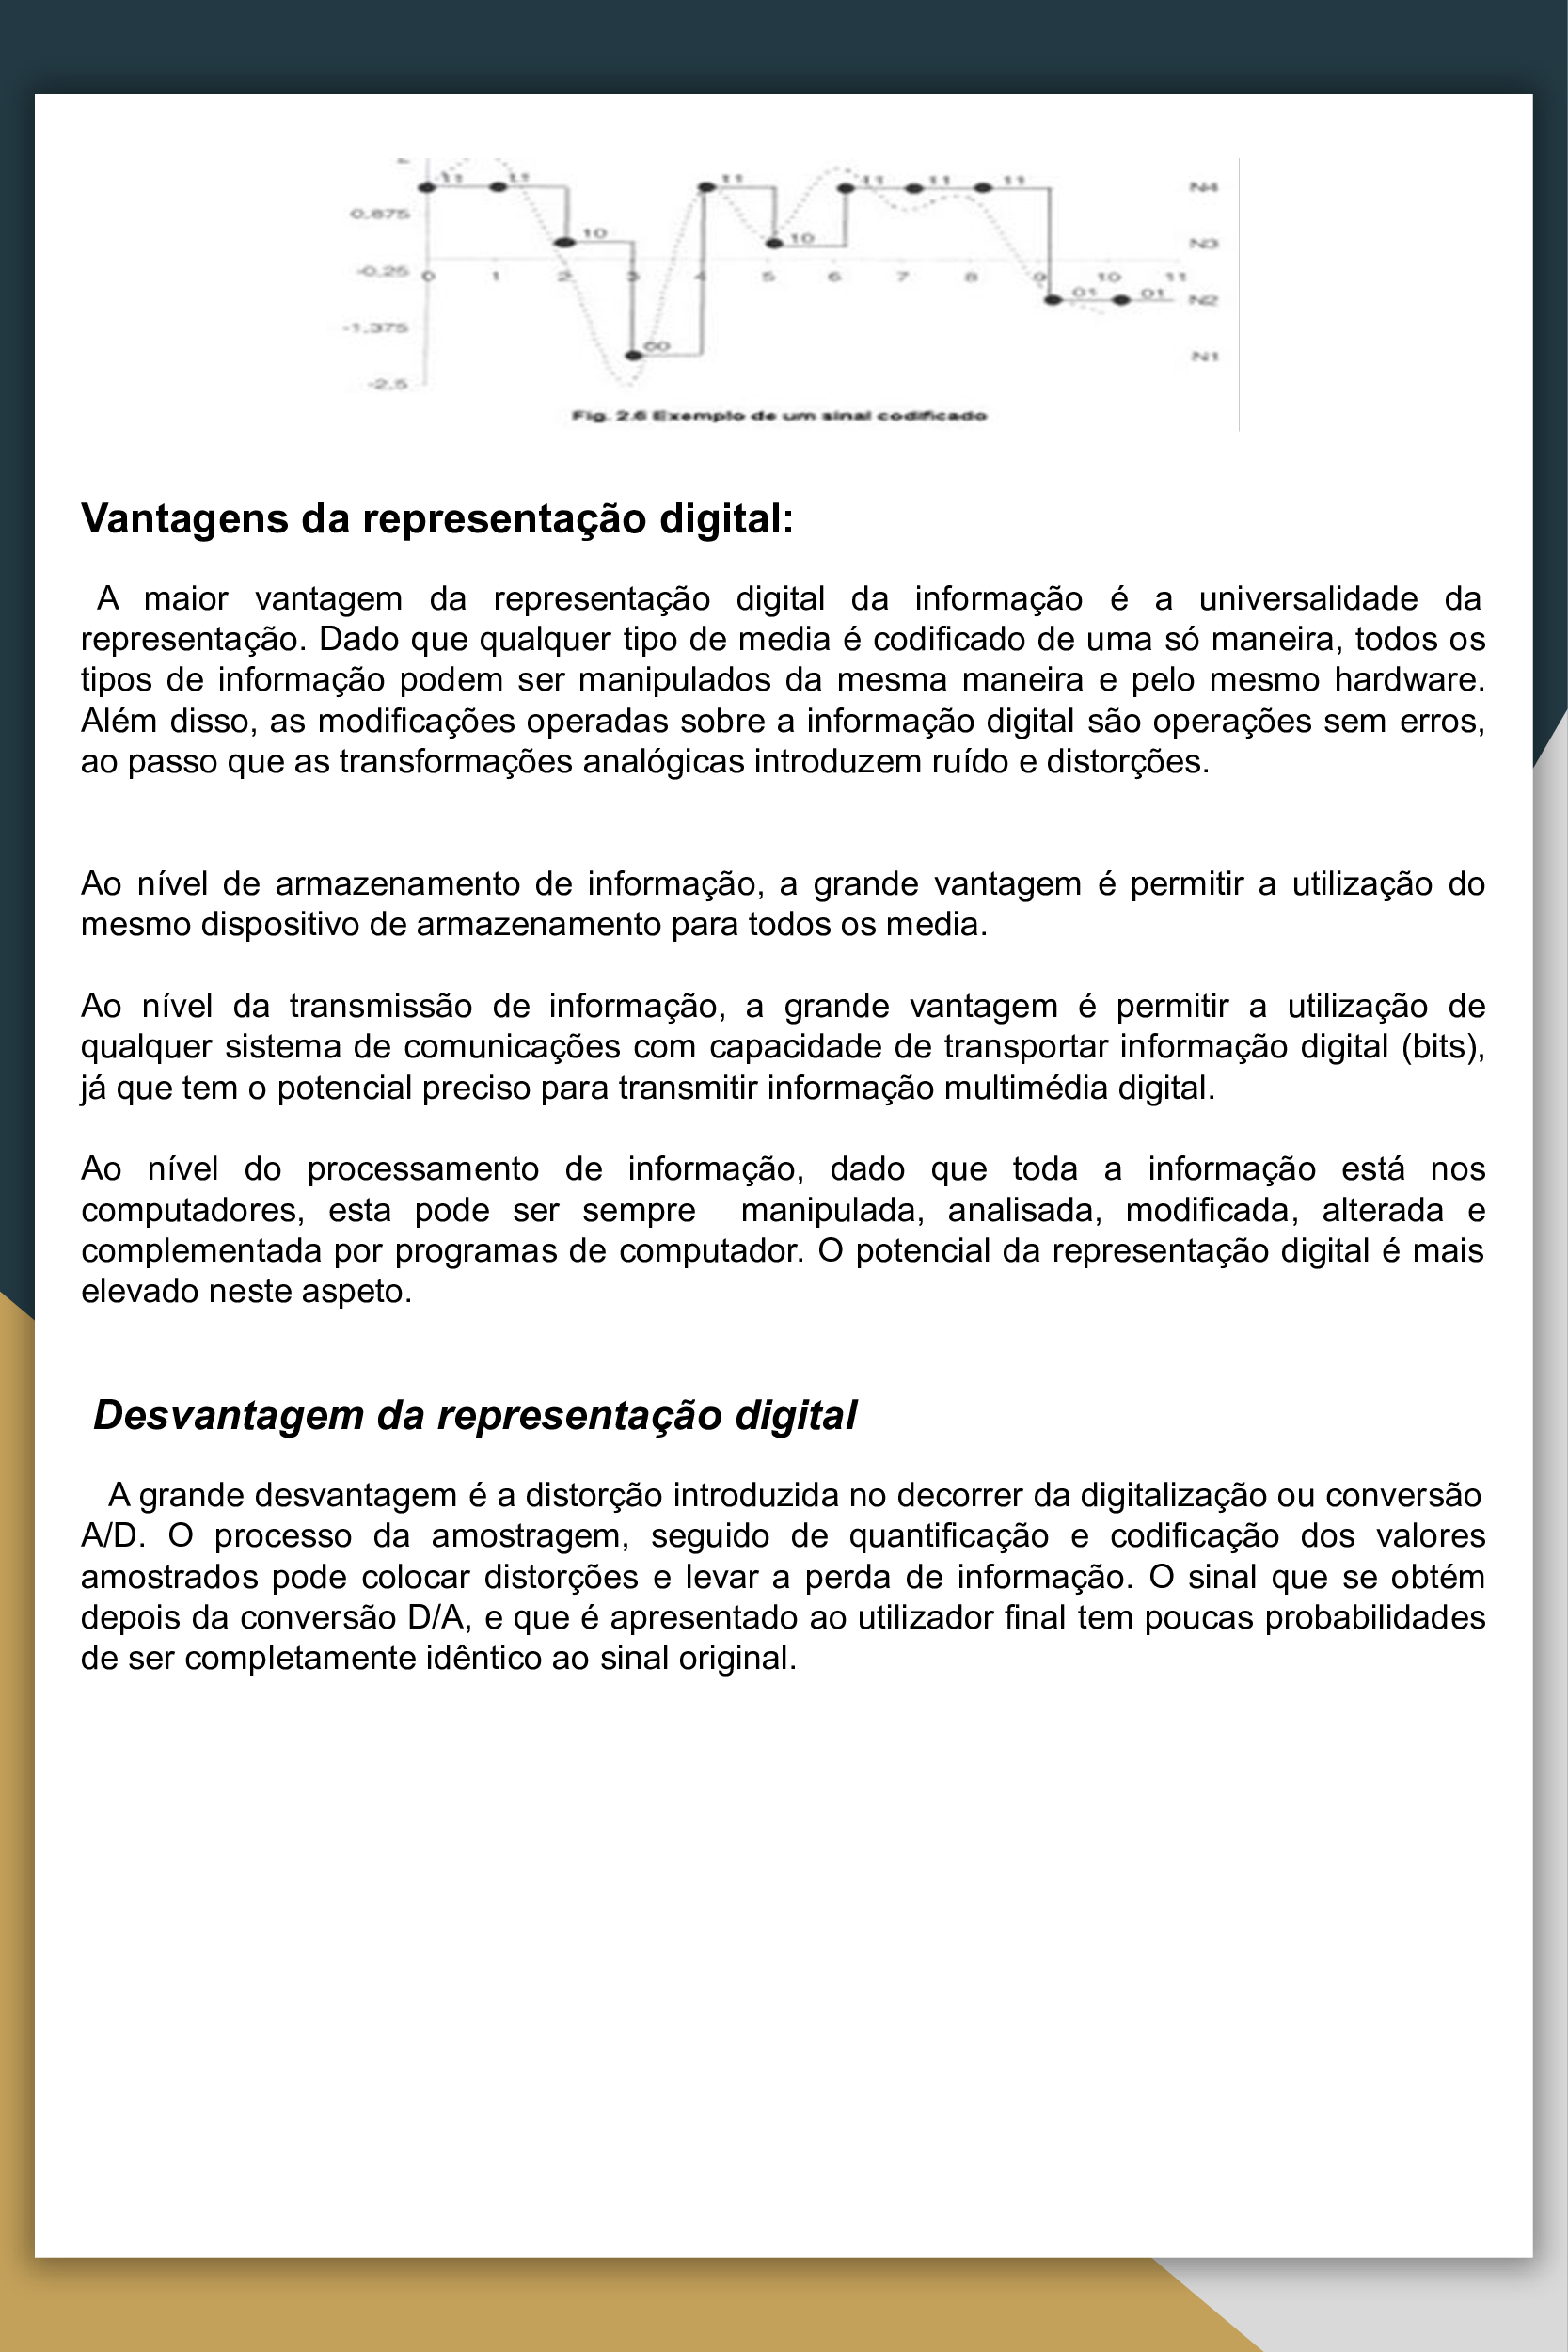 11 11 11 11 11 11 N4
0,875
10 10 N3
-0,25 0 1 2 3 4 5 6 7 8 9 10 11
01 01 N2
-1,375
00 N1
-2,5
Fig. 2.6 Exemplo de um sinal codificado
Vantagens da representação digital:
A maior vantagem da representação digital da informação é a universalidade da
representação. Dado que qualquer tipo de media é codificado de uma só maneira, todos os
tipos de informação podem ser manipulados da mesma maneira e pelo mesmo hardware.
Além disso, as modificações operadas sobre a informação digital são operações sem erros,
ao passo que as transformações analógicas introduzem ruído e distorções.
Ao nível de armazenamento de informação, a grande vantagem é permitir a utilização do
mesmo dispositivo de armazenamento para todos os media.
Ao nível da transmissão de informação, a grande vantagem é permitir a utilização de
qualquer sistema de comunicações com capacidade de transportar informação digital (bits),
já que tem o potencial preciso para transmitir informação multimédia digital.
Ao nível do processamento de informação, dado que toda a informação está nos
computadores, esta pode ser sempre manipulada, analisada, modificada, alterada e
complementada por programas de computador. O potencial da representação digital é mais
elevado neste aspeto.
Desvantagem da representação digital
A grande desvantagem é a distorção introduzida no decorrer da digitalização ou conversão
A/D. O processo da amostragem, seguido de quantificação e codificação dos valores
amostrados pode colocar distorções e levar a perda de informação. O sinal que se obtém
depois da conversão D/A, e que é apresentado ao utilizador final tem poucas probabilidades
de ser completamente idêntico ao sinal original.